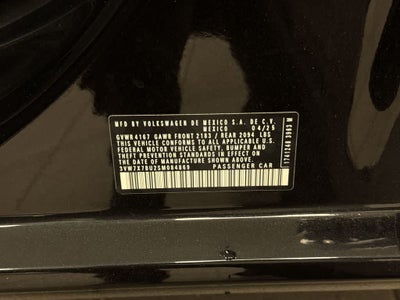 MFD BY VOLKSWAGEN DE MEXICO S.A. DE C.V.
MEXICO 04/25
GVWR 4167 GAWR FRONT 2183 / REAR 2094 LBS
THIS VEHICLE CONFORMS TO ALL APPLICABLE
FEDERAL MOTOR VEHICLE SAFETY, BUMPER AND
THEFT PREVENTION STANDARDS IN EFFECT ON THE
DATE OF MANUFACTURE SHOWN ABOVE
PASSENGER CAR